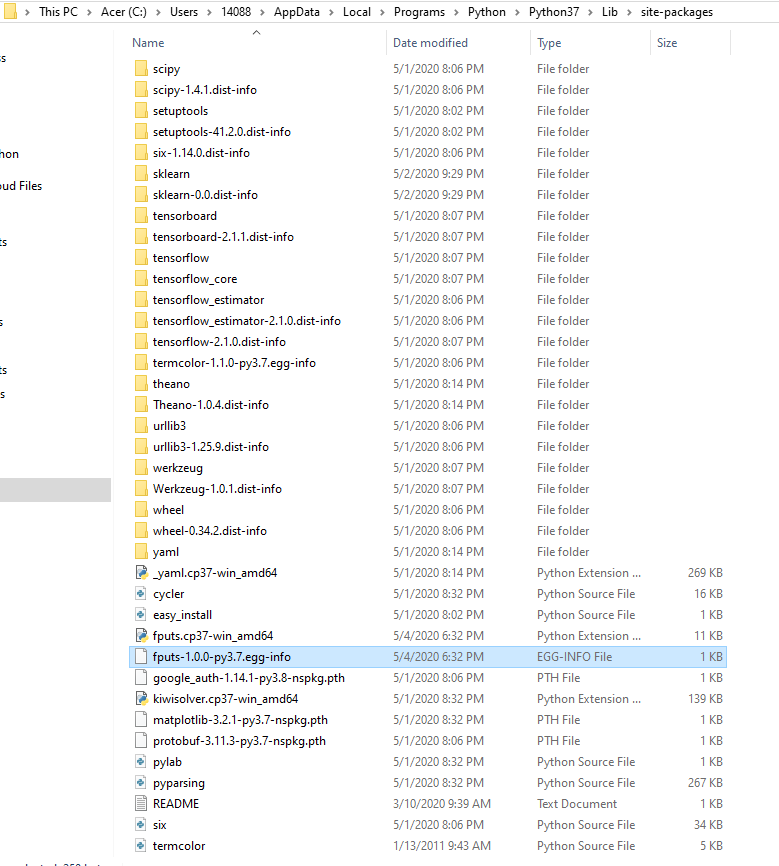 This PC > Acer (C:) > Users > 14088 > AppData > Local > Programs > Python > Python37 > Lib > site-packages
Name Date modified Type Size
scipy 5/1/2020 8:06 PM File folder
scipy-1.4.1.dist-info 5/1/2020 8:06 PM File folder
setuptools 5/1/2020 8:02 PM File folder
setuptools-41.2.0.dist-info 5/1/2020 8:02 PM File folder
hon
six-1.14.0.dist-info 5/1/2020 8:06 PM File folder
sklearn 5/2/2020 9:29 PM File folder
oud Files
sklearn-0.0.dist-info 5/2/2020 9:29 PM File folder
tensorboard 5/1/2020 8:07 PM File folder
ts
tensorboard-2.1.1.dist-info 5/1/2020 8:07 PM File folder
tensorflow 5/1/2020 8:07 PM File folder
tensorflow_core 5/1/2020 8:07 PM File folder
tensorflow_estimator 5/1/2020 8:06 PM File folder
tensorflow_estimator-2.1.0.dist-info 5/1/2020 8:06 PM File folder
tensorflow-2.1.0.dist-info 5/1/2020 8:07 PM File folder
termcolor-1.1.0-py3.7.egg-info 5/1/2020 8:06 PM File folder
ts
theano 5/1/2020 8:14 PM File folder
s
Theano-1.0.4.dist-info 5/1/2020 8:14 PM File folder
urllib3 5/1/2020 8:06 PM File folder
urllib3-1.25.9.dist-info 5/1/2020 8:06 PM File folder
werkzeug 5/1/2020 8:07 PM File folder
Werkzeug-1.0.1.dist-info 5/1/2020 8:07 PM File folder
wheel 5/1/2020 8:06 PM File folder
wheel-0.34.2.dist-info 5/1/2020 8:06 PM File folder
yaml 5/1/2020 8:14 PM File folder
_yaml.cp37-win_amd64 5/1/2020 8:14 PM Python Extension ... 269 KB
cycler 5/1/2020 8:32 PM Python Source File 16 KB
easy_install 5/1/2020 8:02 PM Python Source File 1 KB
fputs.cp37-win_amd64 5/4/2020 6:32 PM Python Extension ... 11 KB
fputs-1.0.0-py3.7.egg-info 5/4/2020 6:32 PM EGG-INFO File 1 KB
google_auth-1.14.1-py3.8-nspkg.pth 5/1/2020 8:06 PM PTH File 1 KB
kiwisolver.cp37-win_amd64 5/1/2020 8:32 PM Python Extension ... 139 KB
matplotlib-3.2.1-py3.7-nspkg.pth 5/1/2020 8:32 PM PTH File 1 KB
protobuf-3.11.3-py3.7-nspkg.pth 5/1/2020 8:06 PM PTH File 1 KB
pylab 5/1/2020 8:32 PM Python Source File 1 KB
pyparsing 5/1/2020 8:32 PM Python Source File 267 KB
README 3/10/2020 9:39 AM Text Document 1 KB
six 5/1/2020 8:06 PM Python Source File 34 KB
termcolor 1/13/2011 9:43 AM Python Source File 5 KB